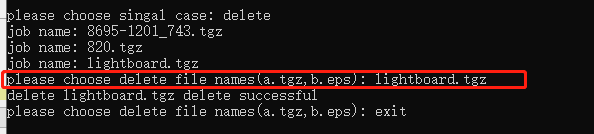 please choose singal case: delete
job name: 8695-1201_743.tgz
job name: 820.tgz
job name: lightboard.tgz
please choose delete file names(a.tgz,b.eps): lightboard.tgz
delete lightboard.tgz delete successful
please choose delete file names(a.tgz,b.eps): exit